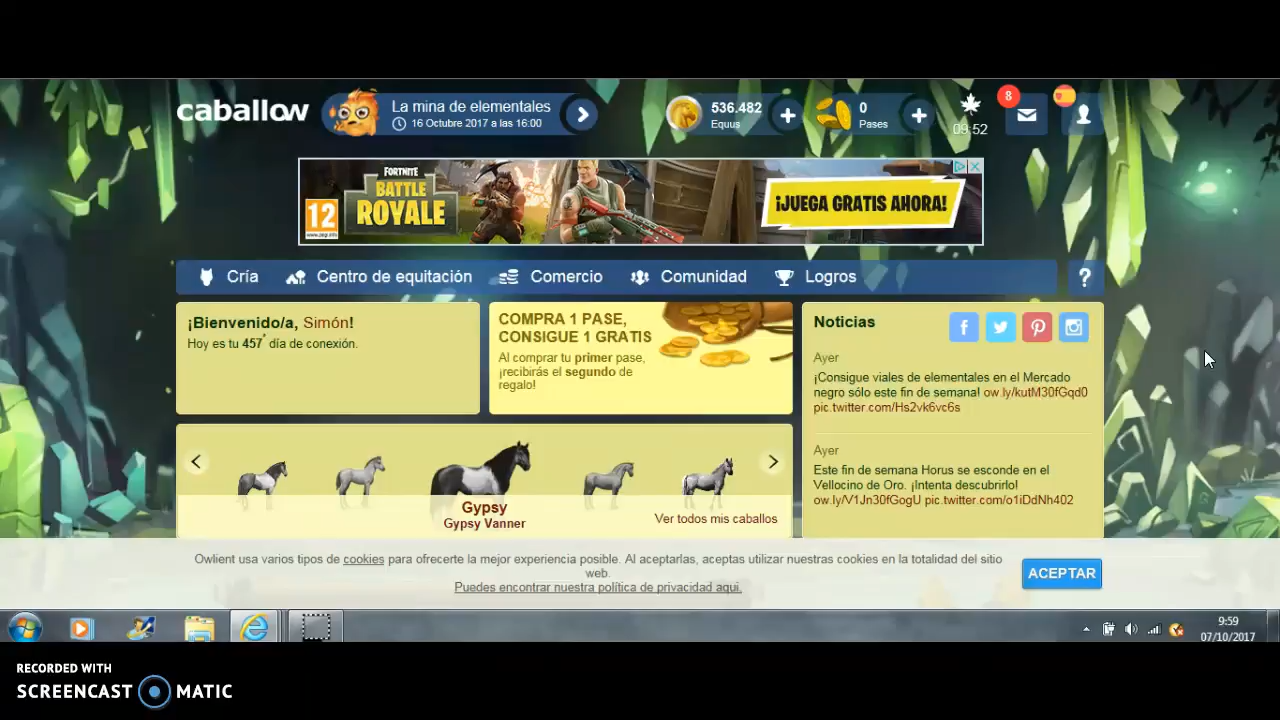 caballow
La mina de elementales
16 Octubre 2017 a las 16:00
536.482
Equus
0
Pases
09:52
8
FORTNITE
BATTLE
ROYALE
12
www.pegi.info
¡JUEGA GRATIS AHORA!
Cría
Centro de equitación
Comercio
Comunidad
Logros
?
¡Bienvenido/a, Simón!
Hoy es tu 457° día de conexión.
COMPRA 1 PASE,
CONSIGUE 1 GRATIS
Al comprar tu primer pase,
¡recibirás el segundo de
regalo!
Noticias
Ayer
¡Consigue viales de elementales en el Mercado
negro sólo este fin de semana! ow.ly/kutM30fGqd0
pic.twitter.com/Hs2vk6vc6s
Ayer
Este fin de semana Horus se esconde en el
Vellocino de Oro. ¡Intenta descubrirlo!
ow.ly/V1Jn30fGogU pic.twitter.com/o1iDdNh402
Gypsy
Gypsy Vanner
Ver todos mis caballos
Owlient usa varios tipos de cookies para ofrecerte la mejor experiencia posible. Al aceptarlas, aceptas utilizar nuestras cookies en la totalidad del sitio
web.
Puedes encontrar nuestra política de privacidad aqui.
ACEPTAR
9:59
07/10/2017
RECORDED WITH
SCREENCAST MATIC